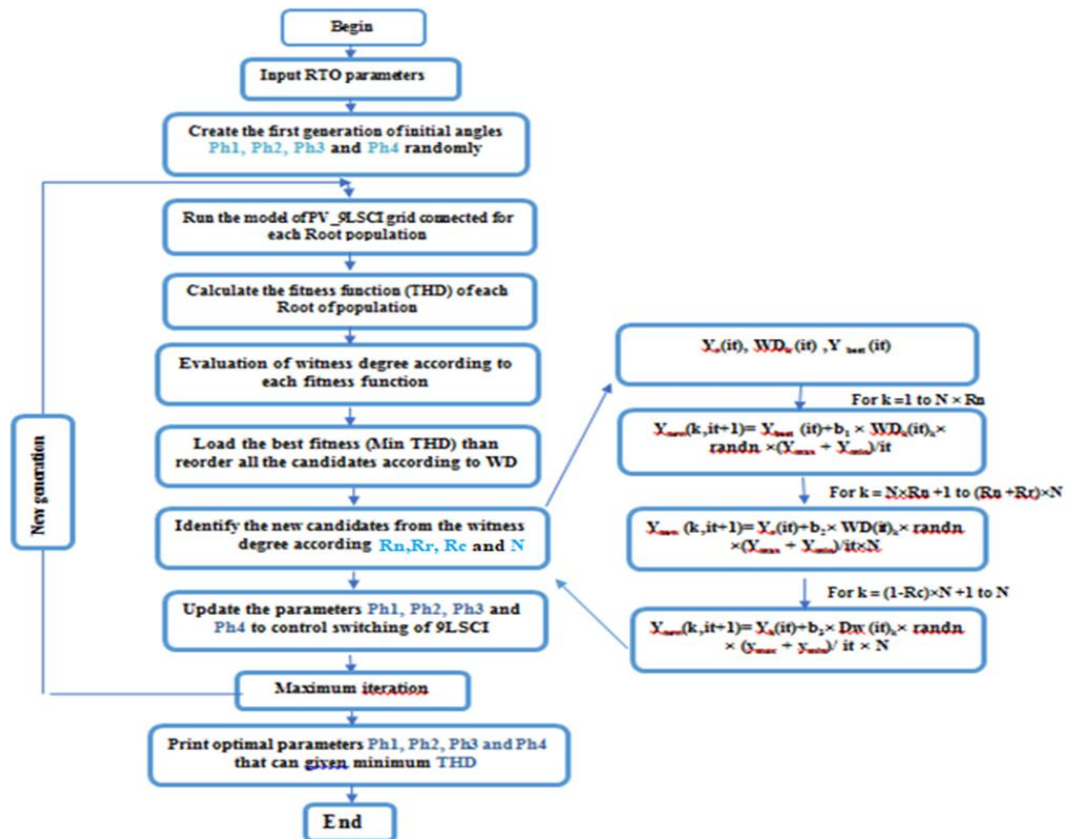 Begin
Input RTO parameters
Create the first generation of initial angles
Ph1, Ph2, Ph3 and Ph4 randomly
Run the model of PV_9LSCI grid connected for
each Root population
Calculate the fitness function (THD) of each
Root of population
Evaluation of witness degree according to
each fitness function
Load the best fitness (Min THD) than
reorder all the candidates according to WD
Identify the new candidates from the witness
degree according Rn,Rr, Rc and N
Update the parameters Ph1, Ph2, Ph3 and
Ph4 to control switching of 9LSCI
Maximum iteration
Print optimal parameters Ph1, Ph2, Ph3 and Ph4
that can given minimum THD
End
New generation
(it), WD (it) ,Y best (it)
For k =1 to N × Rn
Ynew(k,it+1)= Ybest (it)+b1 × WD (it) ×
randn ×(Ymax + Ymin)/it
For k = N×Rn +1 to (Rn +Rr)×N
Ynew (k,it+1)= (it)+b2× WD(it) × randn
×(Ymax + Ymin)/it×N
For k = (1-Rc)×N +1 to N
Ynew(k,it+1)= (it)+ × Dw (it) × randn
× (ymax + ymin)/ it × N